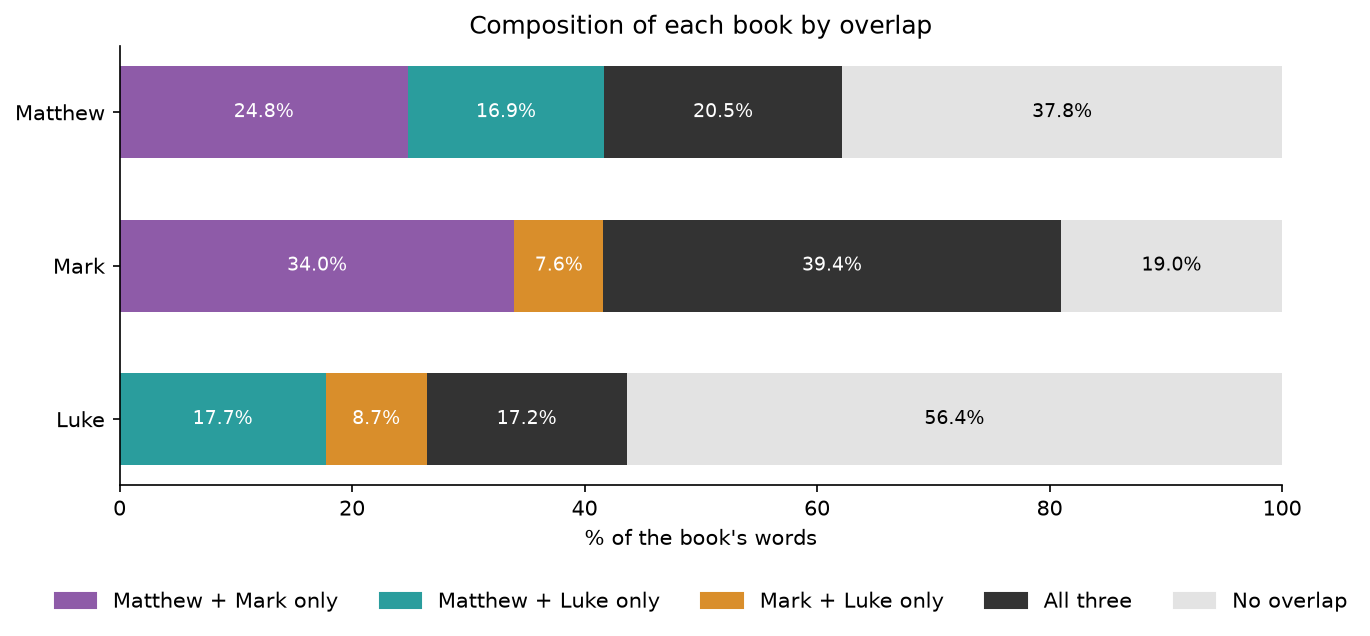 Composition of each book by overlap
Matthew
24.8%
16.9%
20.5%
37.8%
Mark
34.0%
7.6%
39.4%
19.0%
Luke
17.7%
8.7%
17.2%
56.4%
0 20 40 60 80 100
% of the book's words
Matthew + Mark only
Matthew + Luke only
Mark + Luke only
All three
No overlap